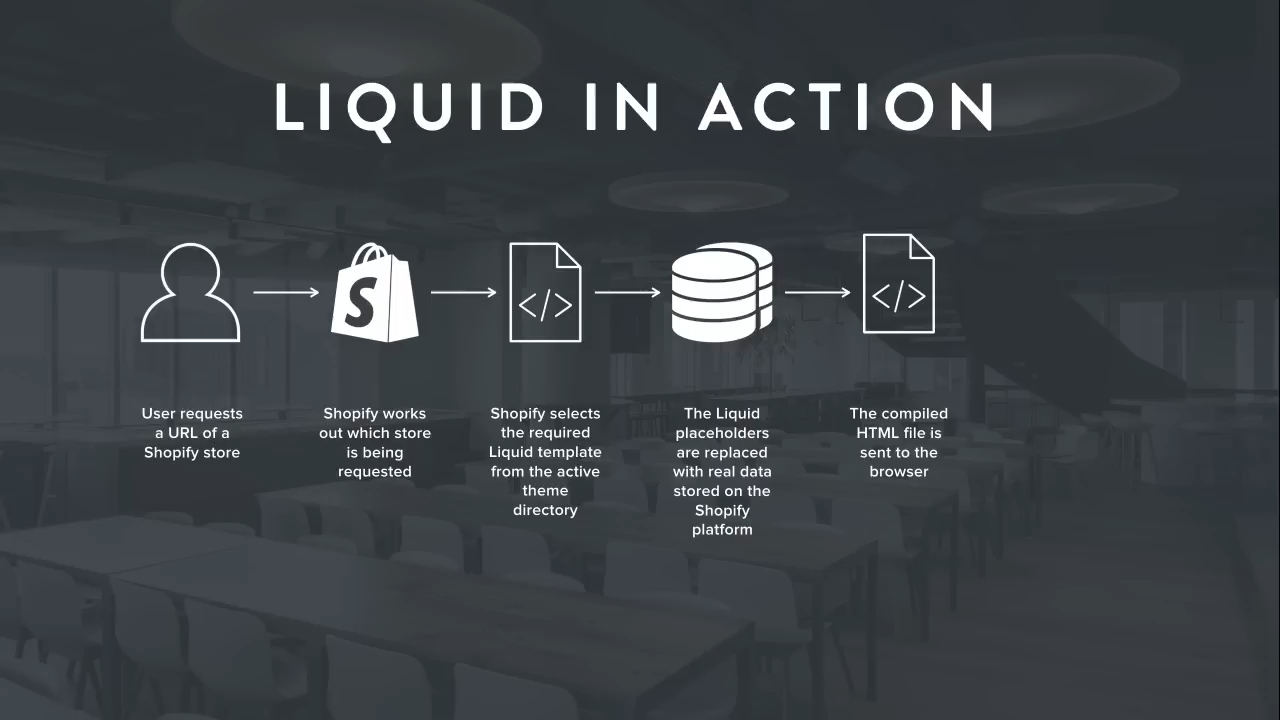 LIQUID IN ACTION
S
</>
</>
User requests
a URL of a
Shopify store
Shopify works
out which store
is being
requested
Shopify selects
the required
Liquid template
from the active
theme
directory
The Liquid
placeholders
are replaced
with real data
stored on the
Shopify
platform
The compiled
HTML file is
sent to the
browser